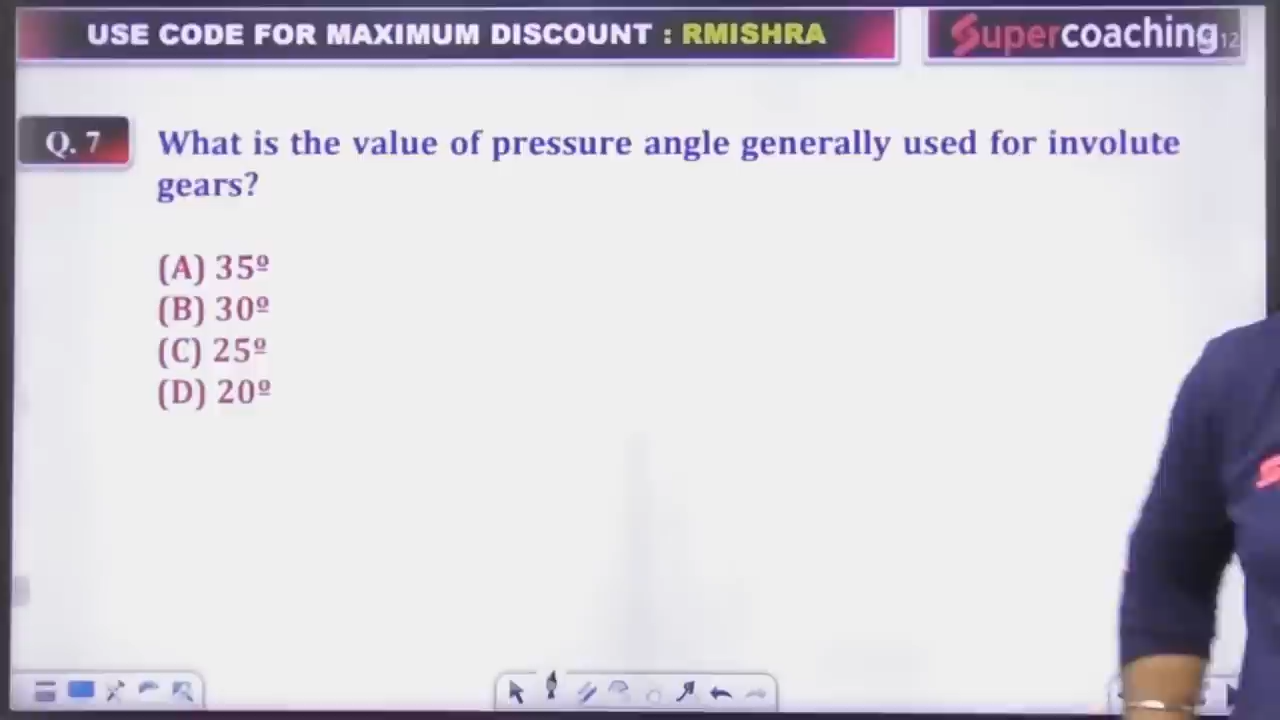 USE CODE FOR MAXIMUM DISCOUNT : RMISHRA
Supercoaching 12
Q. 7
What is the value of pressure angle generally used for involute
gears?
(A) 35º
(B) 30º
(C) 25º
(D) 20º